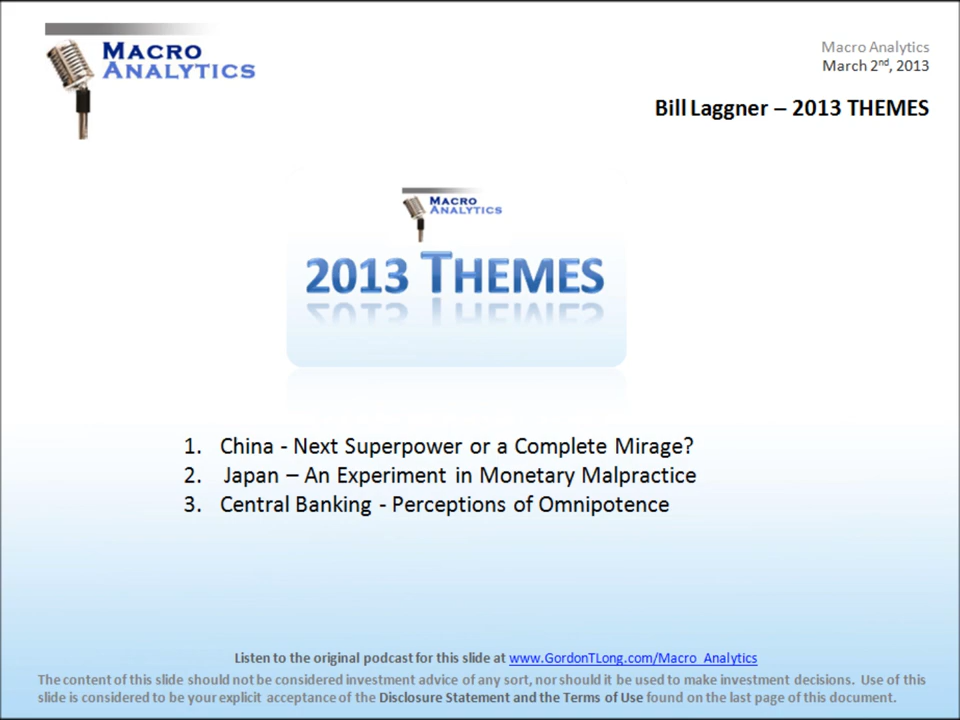 MACRO
ANALYTICS
Macro Analytics
March 2nd, 2013
Bill Laggner – 2013 THEMES
MACRO
ANALYTICS
2013 THEMES
1. China - Next Superpower or a Complete Mirage?
2. Japan – An Experiment in Monetary Malpractice
3. Central Banking - Perceptions of Omnipotence
Listen to the original podcast for this slide at www.GordonTLong.com/Macro_Analytics
The content of this slide should not be considered investment advice of any sort, nor should it be used to make investment decisions. Use of this
slide is considered to be your explicit acceptance of the Disclosure Statement and the Terms of Use found on the last page of this document.